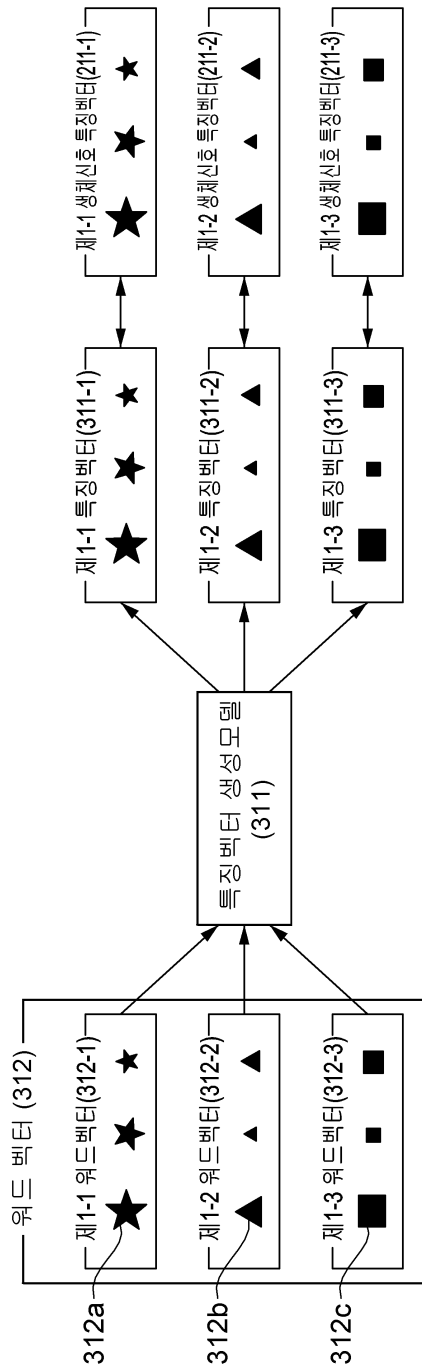 워드 벡터 (312)
제1-1 워드벡터(312-1)
312a
제1-2 워드벡터(312-2)
312b
제1-3 워드벡터(312-3)
312c
특징벡터 생성모델
(311)
제1-1 특징벡터(311-1)
제1-2 특징벡터(311-2)
제1-3 특징벡터(311-3)
제1-1 생체신호 특징벡터(211-1)
제1-2 생체신호 특징벡터(211-2)
제1-3 생체신호 특징벡터(211-3)